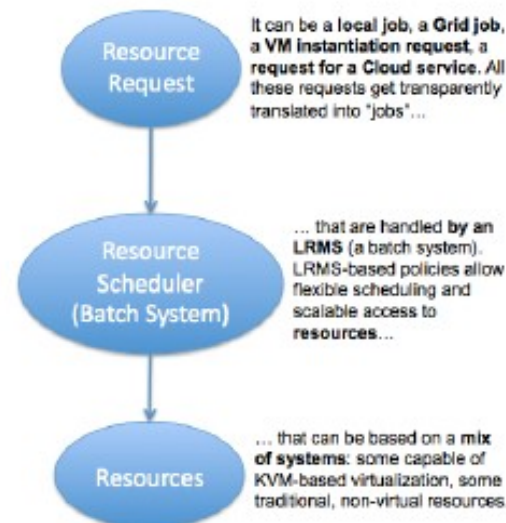 Resource
Request
It can be a local job, a Grid job,
a VM instantiation request, a
request for a Cloud service. All
these requests get transparently
translated into "jobs"...
Resource
Scheduler
(Batch System)
... that are handled by an
LRMS (a batch system).
LRMS-based policies allow
flexible scheduling and
scalable access to
resources...
Resources
... that can be based on a mix
of systems: some capable of
KVM-based virtualization, some
traditional, non-virtual resources